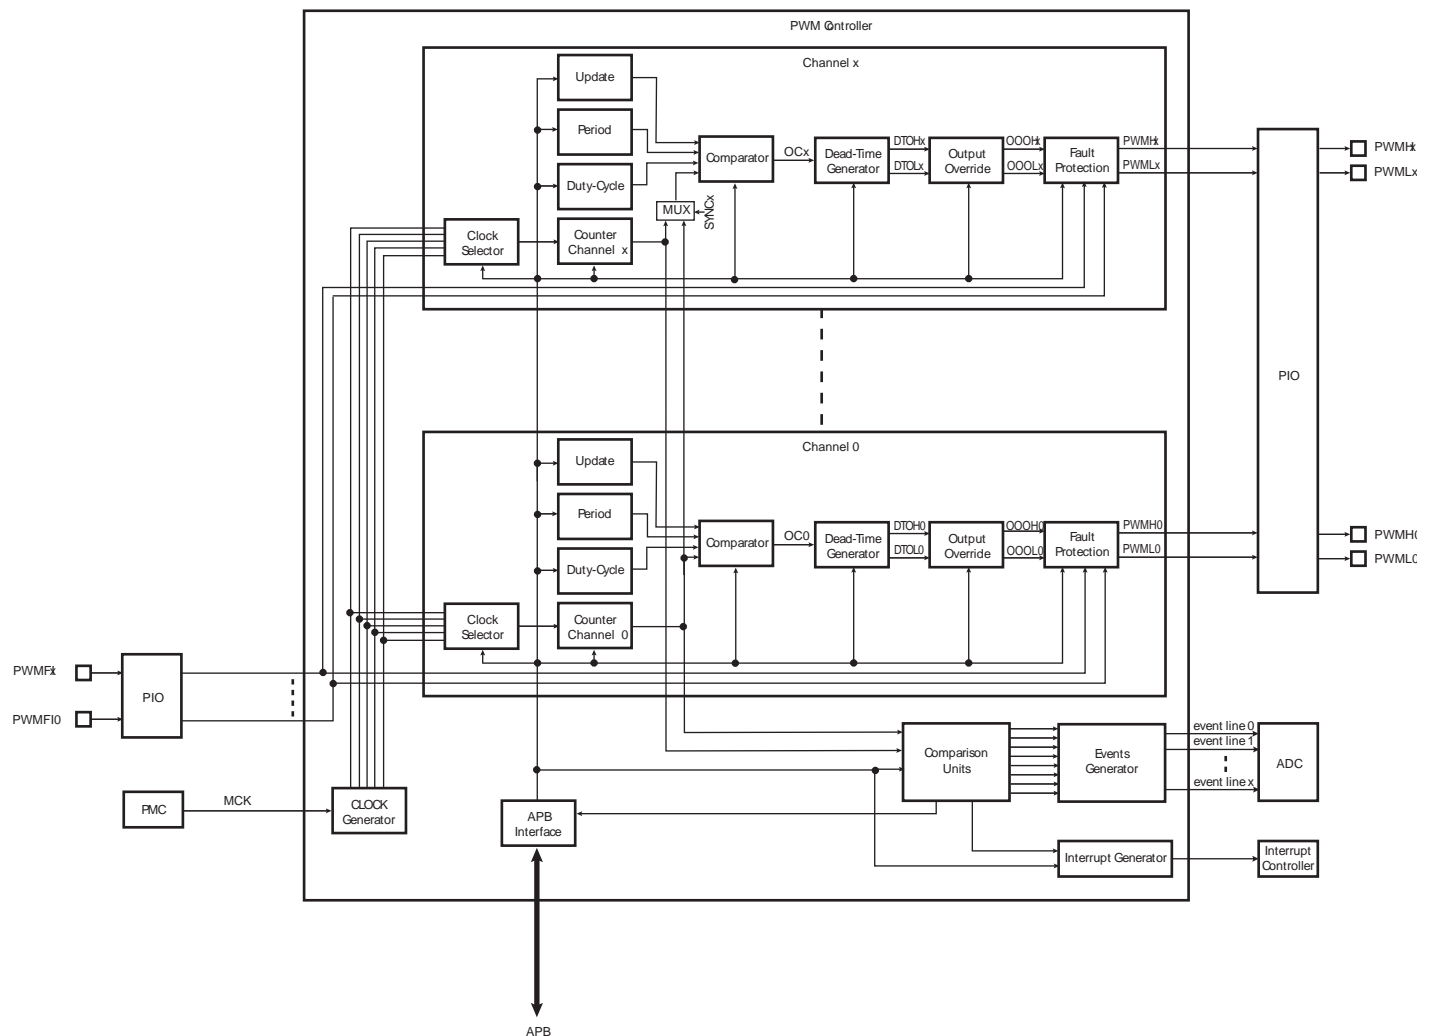 PWM Controller
Channel x
Update
Period
Duty-Cycle
Clock
Selector
Counter
Channel x
MUX
SYNCx
Comparator
OCx
Dead-Time
Generator
DTOHx
DTOLx
Output
Override
OOOHx
OOOLx
Fault
Protection
PWMHx
PWMLx
PIO
PWMHx
PWMLx
Channel 0
Update
Period
Duty-Cycle
Clock
Selector
Counter
Channel 0
Comparator
OC0
Dead-Time
Generator
DTOH0
DTOL0
Output
Override
OOOH0
OOOL0
Fault
Protection
PWMH0
PWML0
PWMH0
PWML0
PWMFIx
PWMFI0
PIO
PMC
MCK
CLOCK
Generator
APB
Interface
APB
Comparison
Units
Events
Generator
event line 0
event line 1
event line x
ADC
Interrupt Generator
Interrupt
Controller